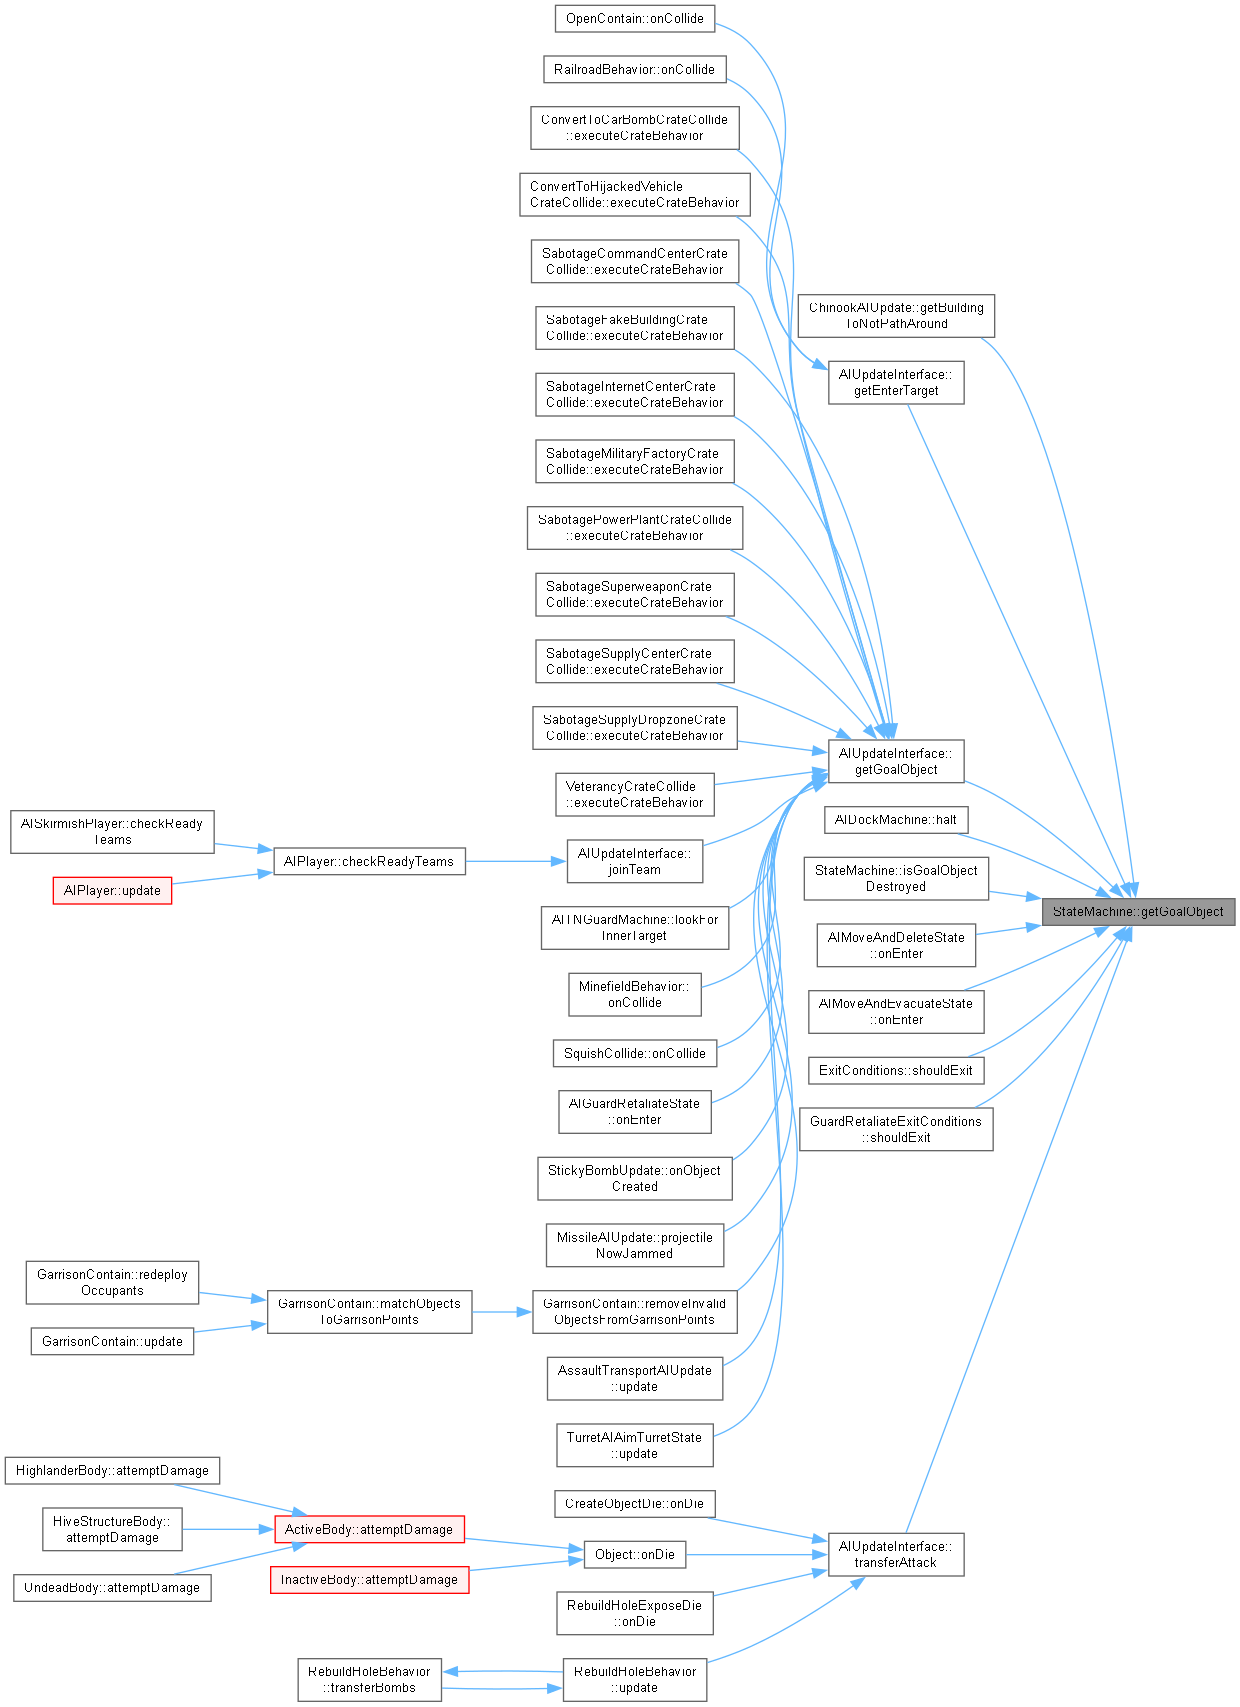 OpenContain::onCollide
RailroadBehavior::onCollide
ConvertToCarBombCrateCollide
::executeCrateBehavior
ConvertToHijackedVehicle
CrateCollide::executeCrateBehavior
SabotageCommandCenterCrate
Collide::executeCrateBehavior
SabotageFakeBuildingCrate
Collide::executeCrateBehavior
SabotageInternetCenterCrate
Collide::executeCrateBehavior
SabotageMilitaryFactoryCrate
Collide::executeCrateBehavior
SabotagePowerPlantCrateCollide
::executeCrateBehavior
SabotageSuperweaponCrate
Collide::executeCrateBehavior
SabotageSupplyCenterCrate
Collide::executeCrateBehavior
SabotageSupplyDropzoneCrate
Collide::executeCrateBehavior
VeterancyCrateCollide
::executeCrateBehavior
AIUpdateInterface::
joinTeam
AITNGuardMachine::lookFor
InnerTarget
MinefieldBehavior::
onCollide
SquishCollide::onCollide
AIGuardRetaliateState
::onEnter
StickyBombUpdate::onObject
Created
MissileAIUpdate::projectile
NowJammed
GarrisonContain::removeInvalid
ObjectsFromGarrisonPoints
AssaultTransportAIUpdate
::update
TurretAIAimTurretState
::update
CreateObjectDie::onDie
Object::onDie
RebuildHoleExposeDie
::onDie
RebuildHoleBehavior
::update
AISkirmishPlayer::checkReady
Teams
AIPlayer::update
AIPlayer::checkReadyTeams
GarrisonContain::redeploy
Occupants
GarrisonContain::update
GarrisonContain::matchObjects
ToGarrisonPoints
HighlanderBody::attemptDamage
HiveStructureBody::
attemptDamage
UndeadBody::attemptDamage
ActiveBody::attemptDamage
InactiveBody::attemptDamage
RebuildHoleBehavior
::transferBombs
ChinookAIUpdate::getBuilding
ToNotPathAround
AIUpdateInterface::
getEnterTarget
AIUpdateInterface::
getGoalObject
AIDockMachine::halt
StateMachine::isGoalObject
Destroyed
AIMoveAndDeleteState
::onEnter
AIMoveAndEvacuateState
::onEnter
ExitConditions::shouldExit
GuardRetaliateExitConditions
::shouldExit
AIUpdateInterface::
transferAttack
StateMachine::getGoalObject